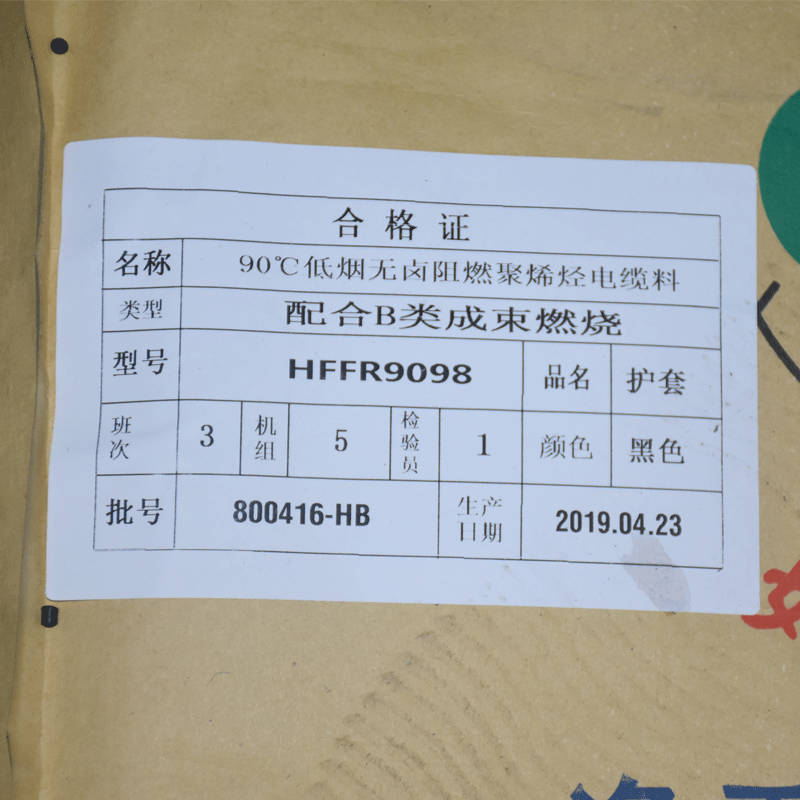 合格证
名称 90℃低烟无卤阻燃聚烯烃电缆料
类型 配合B类成束燃烧
型号 HFFR9098 品名 护套
班次 3 机组 5 检验员 1 颜色 黑色
批号 800416-HB 生产日期 2019.04.23